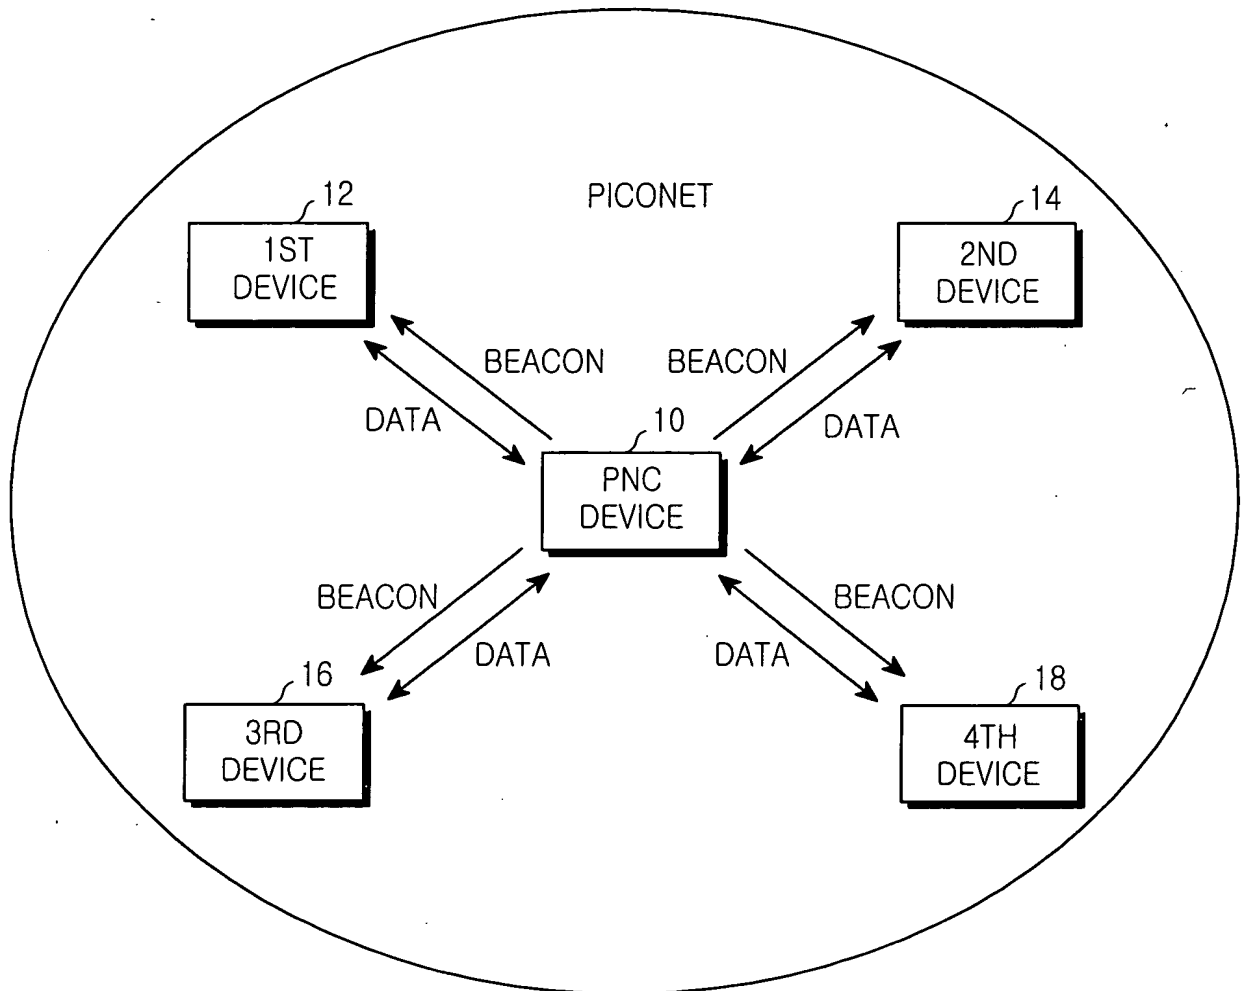 PICONET
12
14
1ST
DEVICE
2ND
DEVICE
BEACON
BEACON
DATA
DATA
10
PNC
DEVICE
BEACON
BEACON
DATA
DATA
16
18
3RD
DEVICE
4TH
DEVICE